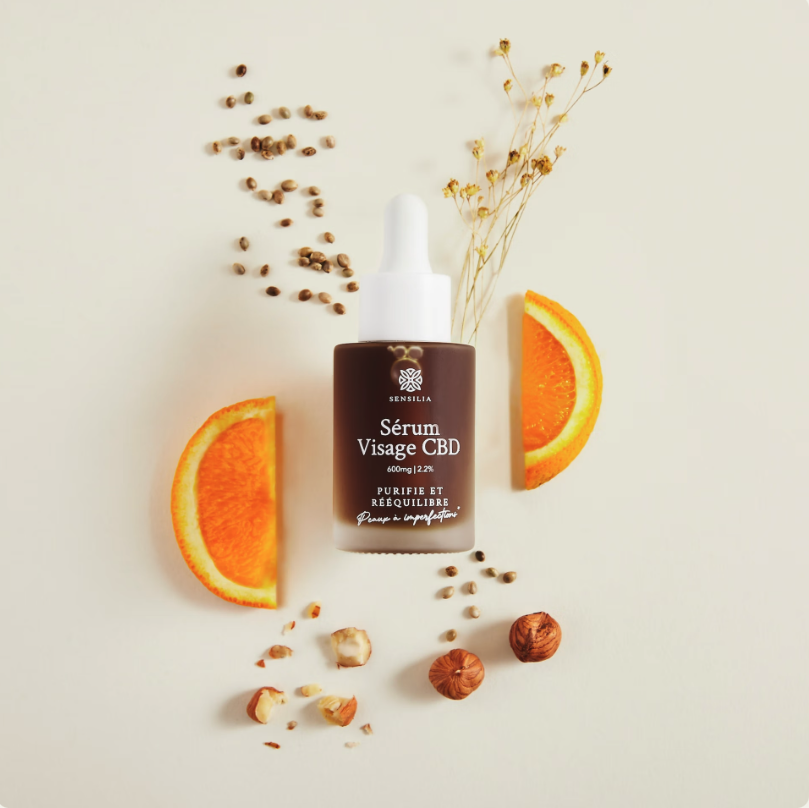 SENSILIA
Sérum
Visage CBD
600mg | 2.2%
PURIFIE ET
RÉÉQUILIBRE
Peaux à imperfections*